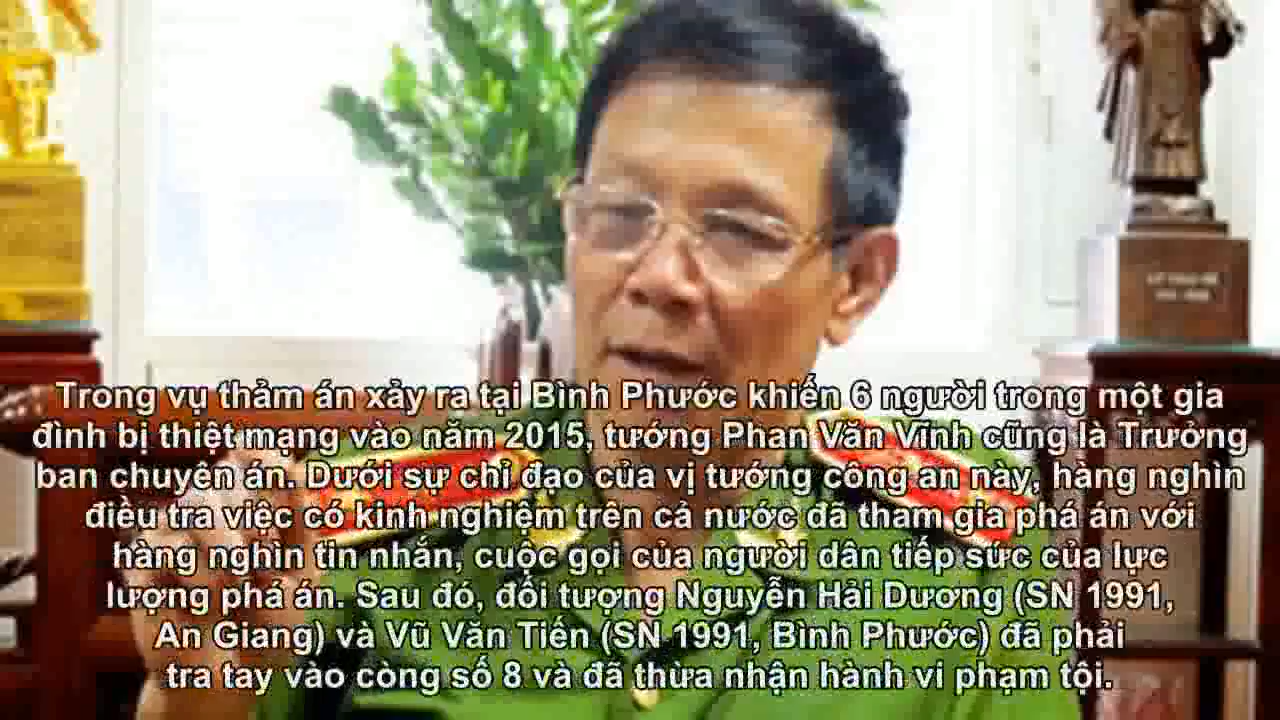 Trong vụ thảm án xảy ra tại Bình Phước khiến 6 người trong một gia
đình bị thiệt mạng vào năm 2015, tướng Phan Văn Vĩnh cũng là Trưởng
ban chuyên án. Dưới sự chỉ đạo của vị tướng công an này, hàng nghìn
điều tra việc có kinh nghiệm trên cả nước đã tham gia phá án với
hàng nghìn tin nhắn, cuộc gọi của người dân tiếp sức của lực
lượng phá án. Sau đó, đối tượng Nguyễn Hải Dương (SN 1991,
An Giang) và Vũ Văn Tiến (SN 1991, Bình Phước) đã phải
tra tay vào còng số 8 và đã thừa nhận hành vi phạm tội.